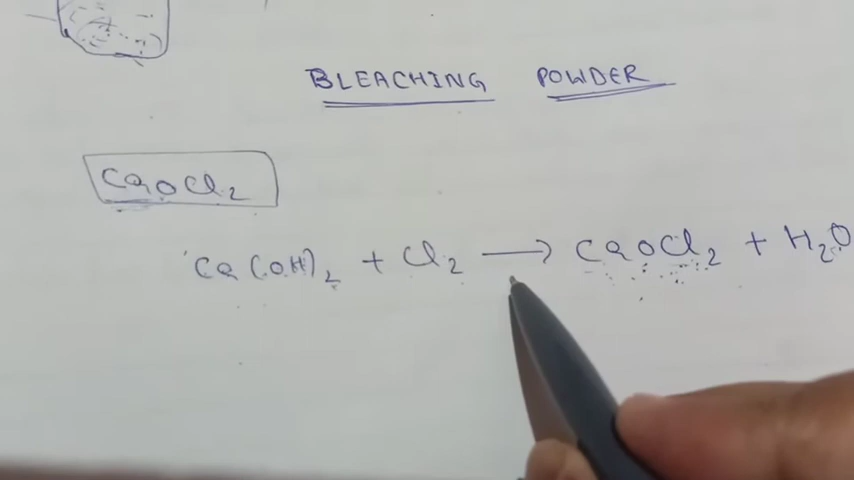 BLEACHING POWDER
CaOCl₂
Ca(OH)₂ + Cl₂ ⟶ CaOCl₂ + H₂O